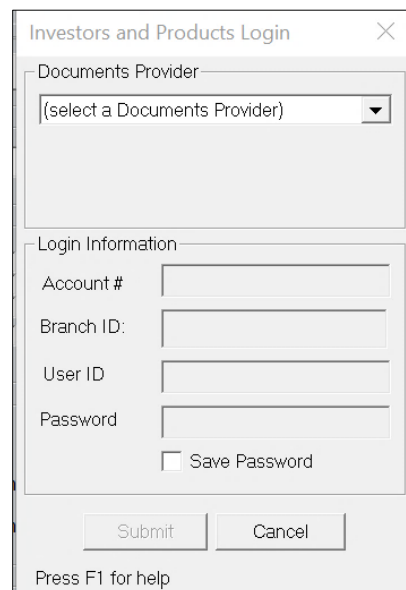 Investors and Products Login
Documents Provider
(select a Documents Provider)
Login Information
Account #
Branch ID:
User ID
Password
Save Password
Submit Cancel
Press F1 for help